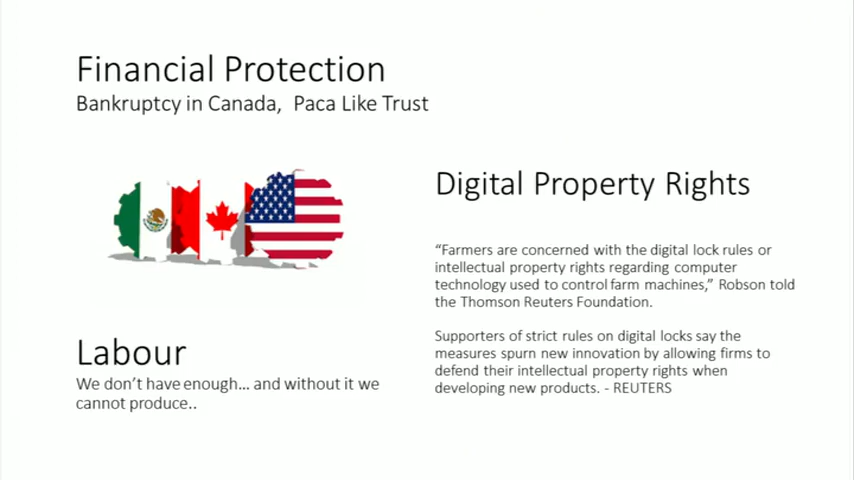 Financial Protection
Bankruptcy in Canada,  Paca Like Trust
Digital Property Rights
“Farmers are concerned with the digital lock rules or
intellectual property rights regarding computer
technology used to control farm machines,” Robson told
the Thomson Reuters Foundation.
Supporters of strict rules on digital locks say the
measures spurn new innovation by allowing firms to
defend their intellectual property rights when
developing new products. - REUTERS
Labour
We don’t have enough… and without it we
cannot produce..